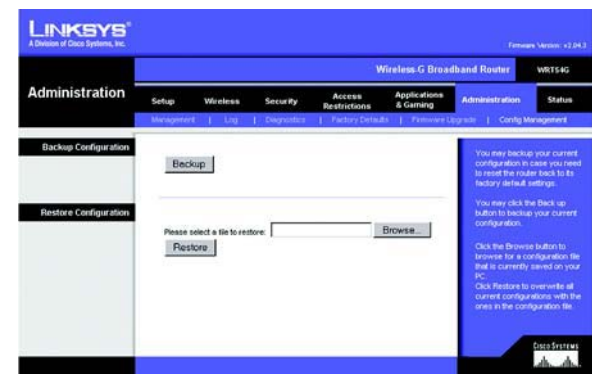 LINKSYS®
A Division of Cisco Systems, Inc.
Firmware Version: v2.04.3
Wireless-G Broadband Router
WRT54G
Administration
Setup
Wireless
Security
Access Restrictions
Applications & Gaming
Administration
Status
Management | Log | Diagnostics | Factory Defaults | Firmware Upgrade | Config Management
Backup Configuration
Backup
Restore Configuration
Please select a file to restore:
Browse...
Restore
You may backup your current
configuration in case you need
to reset the router back to its
factory default settings.
You may click the Back up
button to backup your current
configuration.
Click the Browse button to
browse for a configuration file
that is currently saved on your
PC.
Click Restore to overwrite all
current configurations with the
ones in the configuration file.
CISCO SYSTEMS